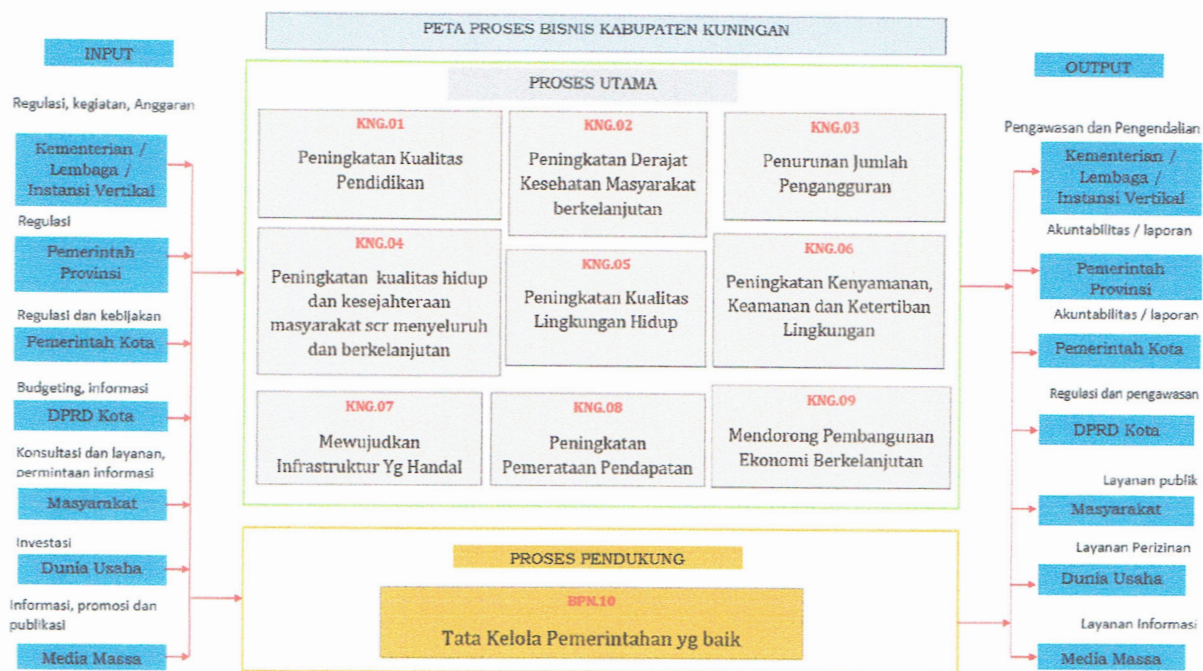 PETA PROSES BISNIS KABUPATEN KUNINGAN
INPUT
Regulasi, kegiatan, Anggaran
Kementerian /
Lembaga /
Instansi Vertikal
Regulasi
Pemerintah
Provinsi
Regulasi dan kebijakan
Pemerintah Kota
Budgeting, informasi
DPRD Kota
Konsultasi dan layanan,
permintaan informasi
Masyarakat
Investasi
Dunia Usaha
Informasi, promosi dan
publikasi
Media Massa
PROSES UTAMA
KNG.01
Peningkatan Kualitas
Pendidikan
KNG.02
Peningkatan Derajat
Kesehatan Masyarakat
berkelanjutan
KNG.03
Penurunan Jumlah
Pengangguran
KNG.04
Peningkatan kualitas hidup
dan kesejahteraan
masyarakat scr menyeluruh
dan berkelanjutan
KNG.05
Peningkatan Kualitas
Lingkungan Hidup
KNG.06
Peningkatan Kenyamanan,
Keamanan dan Ketertiban
Lingkungan
KNG.07
Mewujudkan
Infrastruktur Yg Handal
KNG.08
Peningkatan
Pemerataan Pendapatan
KNG.09
Mendorong Pembangunan
Ekonomi Berkelanjutan
PROSES PENDUKUNG
BPN.10
Tata Kelola Pemerintahan yg baik
OUTPUT
Pengawasan dan Pengendalian
Kementerian /
Lembaga /
Instansi Vertikal
Akuntabilitas / laporan
Pemerintah
Provinsi
Akuntabilitas / laporan
Pemerintah Kota
Regulasi dan pengawasan
DPRD Kota
Layanan publik
Masyarakat
Layanan Perizinan
Dunia Usaha
Layanan Informasi
Media Massa